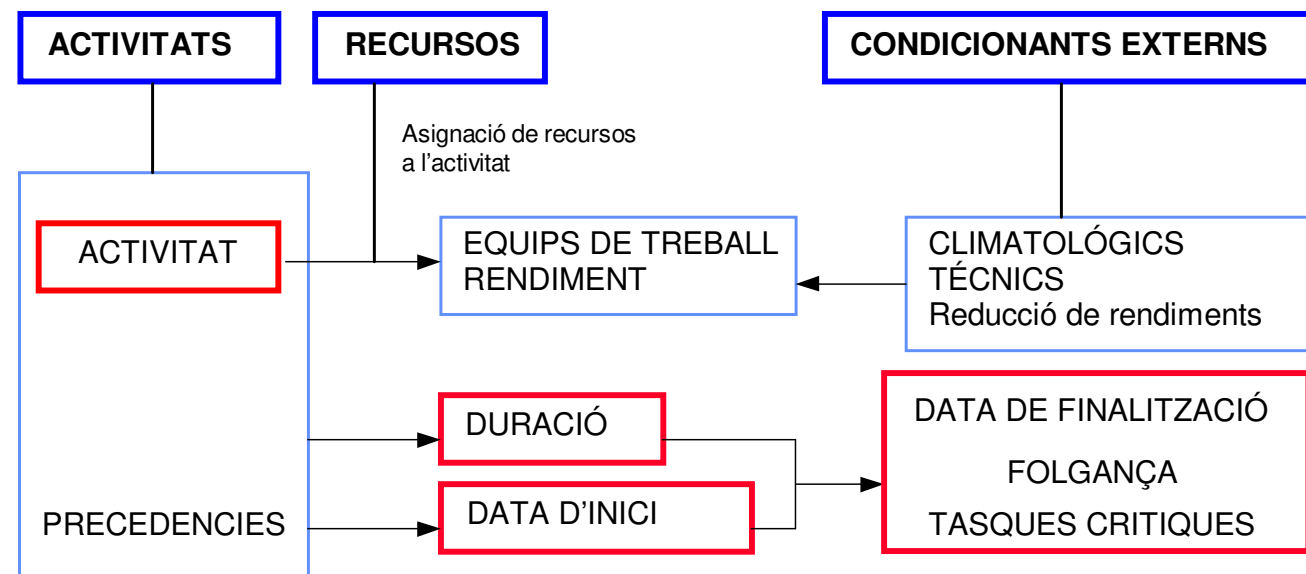 ACTIVITATS
RECURSOS
CONDICIONANTS EXTERNS
Asignació de recursos
a l'activitat
ACTIVITAT
EQUIPS DE TREBALL
RENDIMENT
CLIMATOLÓGICS
TÉCNICS
Reducció de rendiments
DURACIÓ
DATA DE FINALITZACIÓ
FOLGANÇA
TASQUES CRITIQUES
PRECEDENCIES
DATA D'INICI